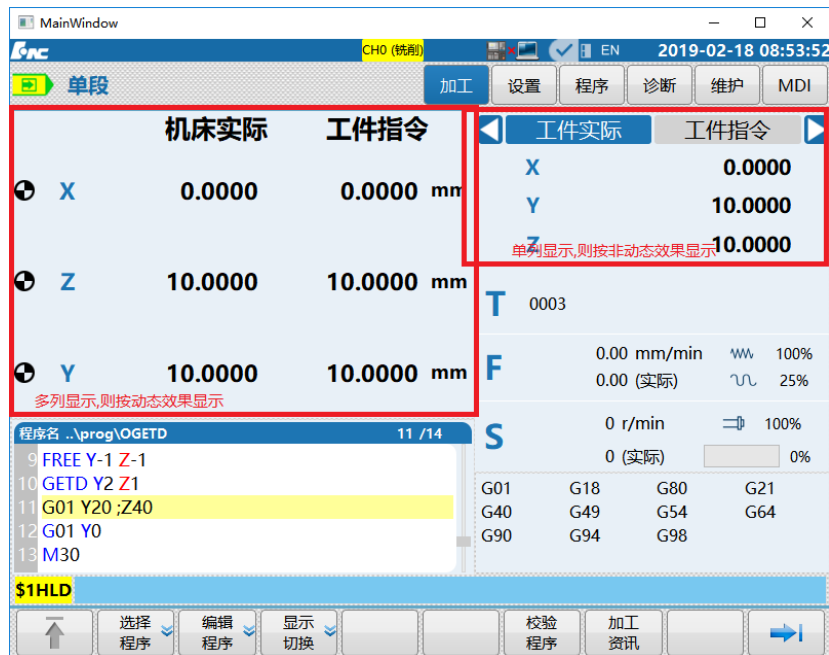 MainWindow
CH0 (铣削)
EN
2019-02-18 08:53:52
单段
加工
设置
程序
诊断
维护
MDI
机床实际 工件指令
X 0.0000 0.0000 mm
Z 10.0000 10.0000 mm
Y 10.0000 10.0000 mm
多列显示,则按动态效果显示
工件实际 工件指令
X 0.0000
Y 10.0000
Z 10.0000
单列显示,则按非动态效果显示
T 0003
F 0.00 mm/min 100%
0.00 (实际) 25%
S 0 r/min 100%
0 (实际) 0%
程序名 ..\prog\OGETD 11 /14
9 FREE Y-1 Z-1
10 GETD Y2 Z1
11 G01 Y20 ;Z40
12 G01 Y0
13 M30
G01 G18 G80 G21
G40 G49 G54 G64
G90 G94 G98
$1HLD
选择
程序
编辑
程序
显示
切换
校验
程序
加工
资讯